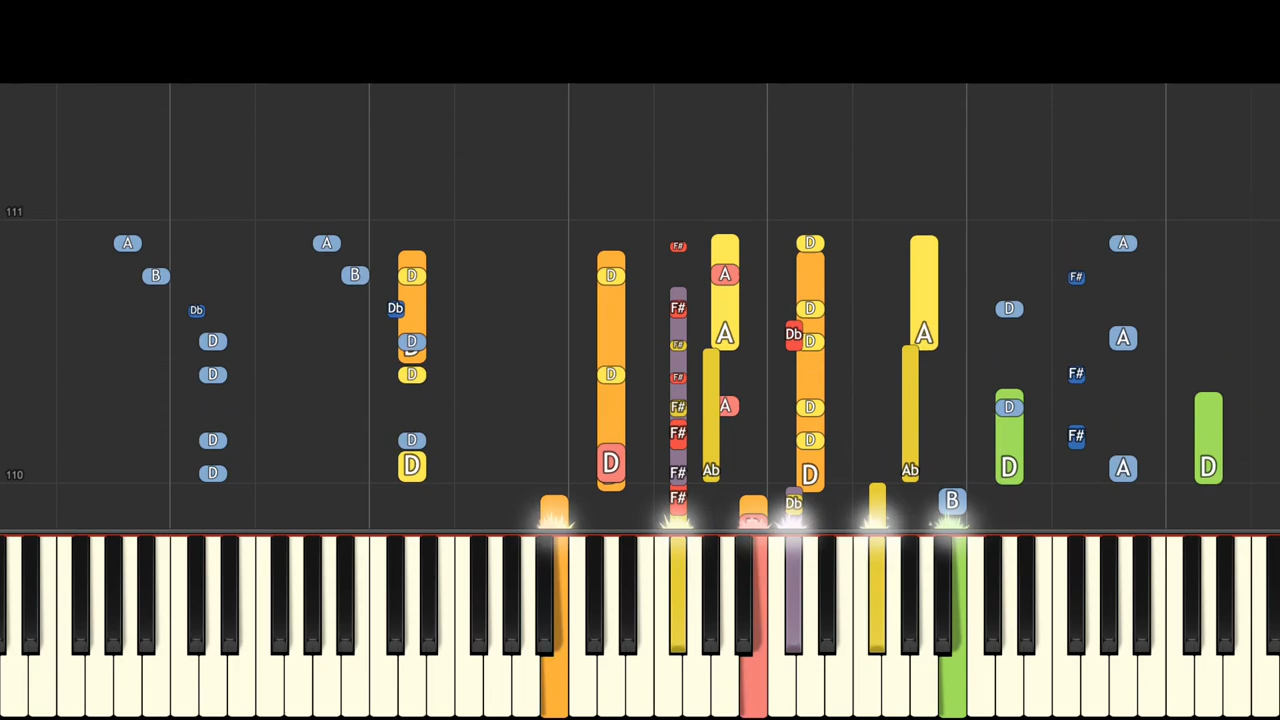 111
A A D A D A
B B D D A F#
Db Db F# Db D D
D D F# D A A A
D D D F# F#
F# A D D F#
D D F# D F#
D D D F# Ab D Ab D A D
110
F# Db B